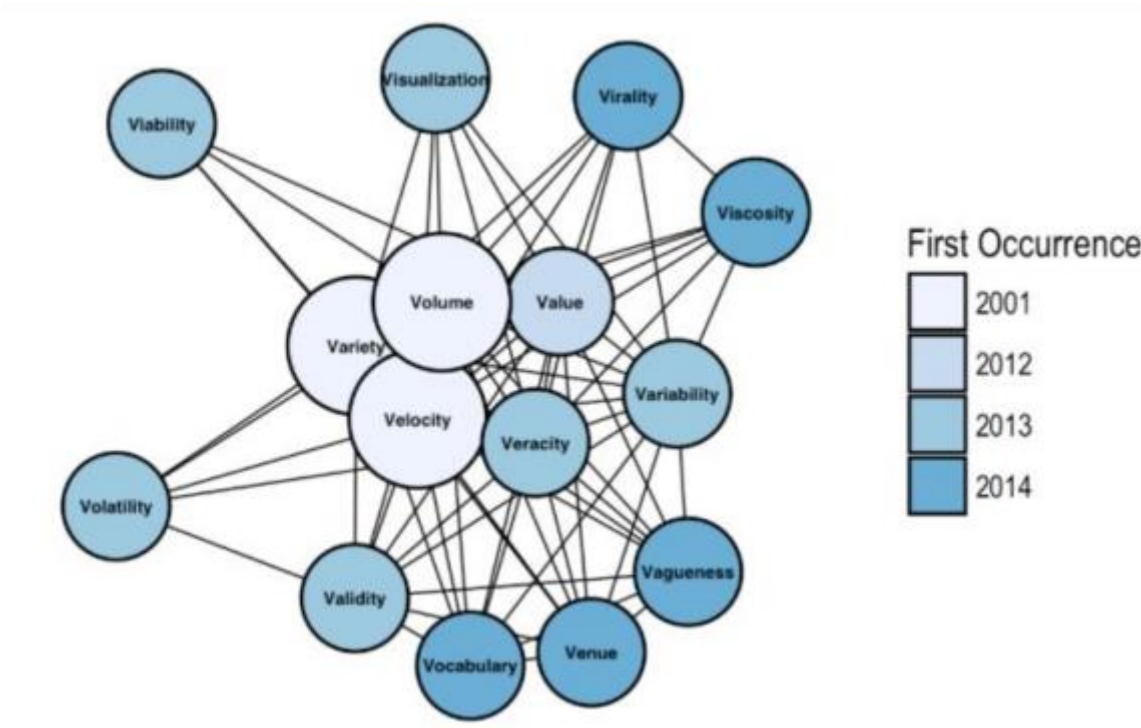 Visualization
Virality
Viability
Viscosity
First Occurrence
Volume
Value
2001
Variety
2012
Variability
Velocity
Veracity
2013
2014
Volatility
Vagueness
Validity
Venue
Vocabulary